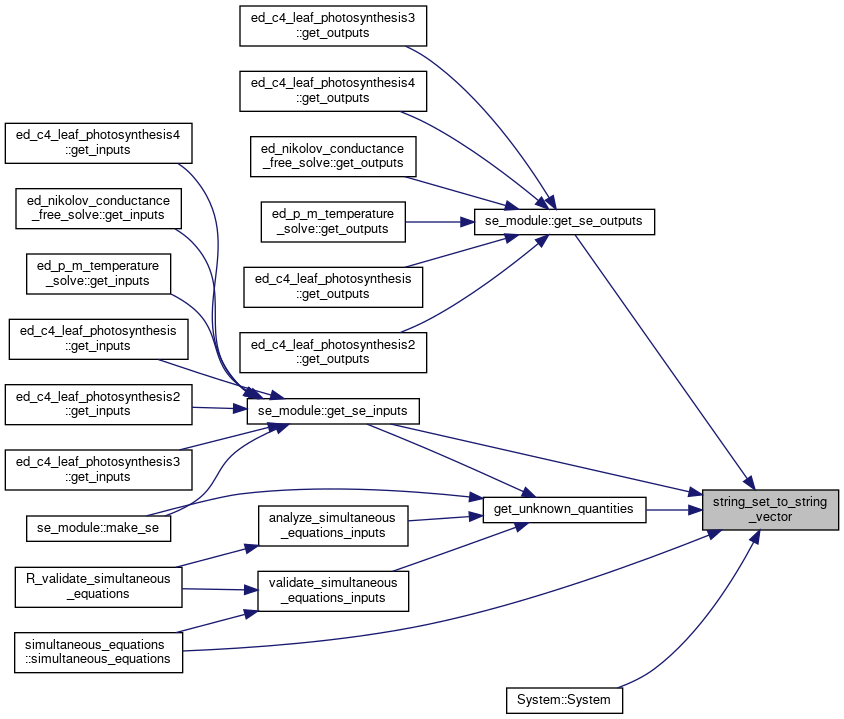 ed_c4_leaf_photosynthesis3
::get_outputs
ed_c4_leaf_photosynthesis4
::get_outputs
ed_c4_leaf_photosynthesis4
::get_inputs
ed_nikolov_conductance
_free_solve::get_outputs
ed_nikolov_conductance
_free_solve::get_inputs
ed_p_m_temperature
_solve::get_outputs
se_module::get_se_outputs
ed_p_m_temperature
_solve::get_inputs
ed_c4_leaf_photosynthesis
::get_outputs
ed_c4_leaf_photosynthesis
::get_inputs
ed_c4_leaf_photosynthesis2
::get_outputs
ed_c4_leaf_photosynthesis2
::get_inputs
se_module::get_se_inputs
ed_c4_leaf_photosynthesis3
::get_inputs
se_module::make_se
analyze_simultaneous
_equations_inputs
get_unknown_quantities
string_set_to_string
_vector
R_validate_simultaneous
_equations
validate_simultaneous
_equations_inputs
simultaneous_equations
::simultaneous_equations
System::System